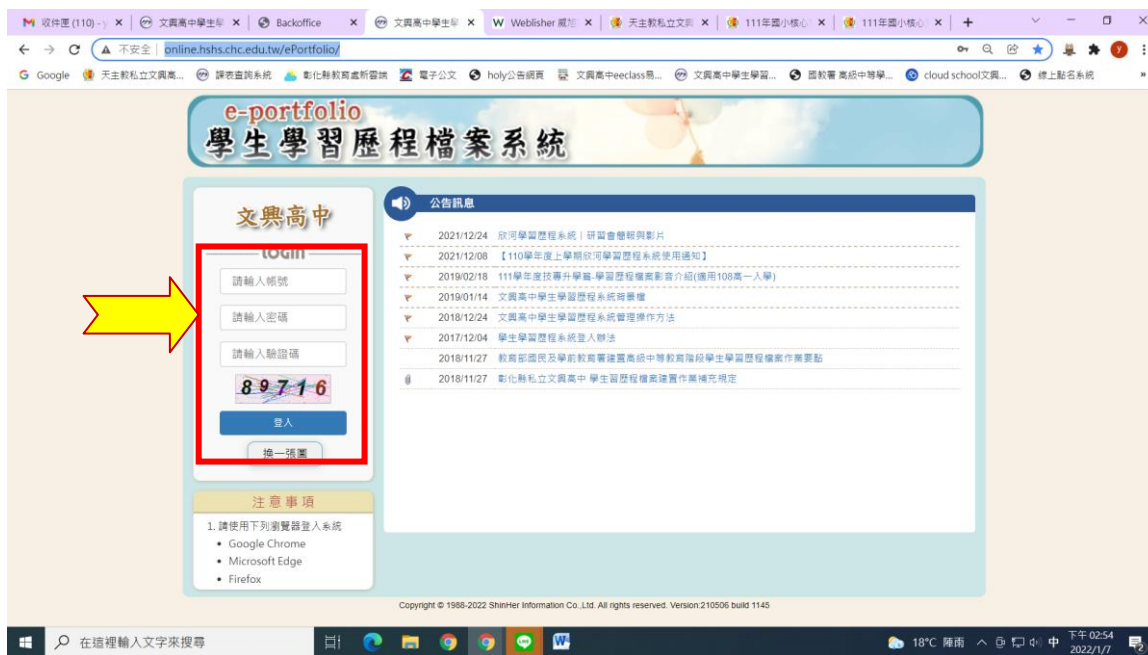 收件匣 (110) - y
文興高中學生學
Backoffice
文興高中學生學
Weblisher 威旭
天主教私立文興
111年國小核心
111年國小核心
不安全 | online.hshs.chc.edu.tw/ePortfolio/
Google
天主教私立文興高...
課表查詢系統
彰化縣教育處新雲端
電子公文
holy公告網頁
文興高中eeclass易...
文興高中學生學習...
國教署 高級中等學...
cloud school文興...
線上點名系統
»
e-portfolio
學生學習歷程檔案系統
文興高中
LOGIN
請輸入帳號
請輸入密碼
請輸入驗證碼
89716
登入
換一張圖
公告訊息
2021/12/24 欣河學習歷程系統｜研習會簡報與影片
2021/12/08 【110學年度上學期欣河學習歷程系統使用通知】
2019/02/18 111學年度技專升學篇-學習歷程檔案影音介紹(適用108高一入學)
2019/01/14 文興高中學生學習歷程系統背景檔
2018/12/24 文興高中學生學習歷程系統管理操作方法
2017/12/04 學生學習歷程系統登入辦法
2018/11/27 教育部國民及學前教育署建置高級中等教育階段學生學習歷程檔案作業要點
2018/11/27 彰化縣私立文興高中 學生習歷程檔案建置作業補充規定
注意事項
1. 請使用下列瀏覽器登入系統
• Google Chrome
• Microsoft Edge
• Firefox
Copyright © 1988-2022 ShinHer Information Co.,Ltd. All rights reserved. Version:210506 build 1145
在這裡輸入文字來搜尋
18°C 陣雨
中
下午 02:54
2022/1/7